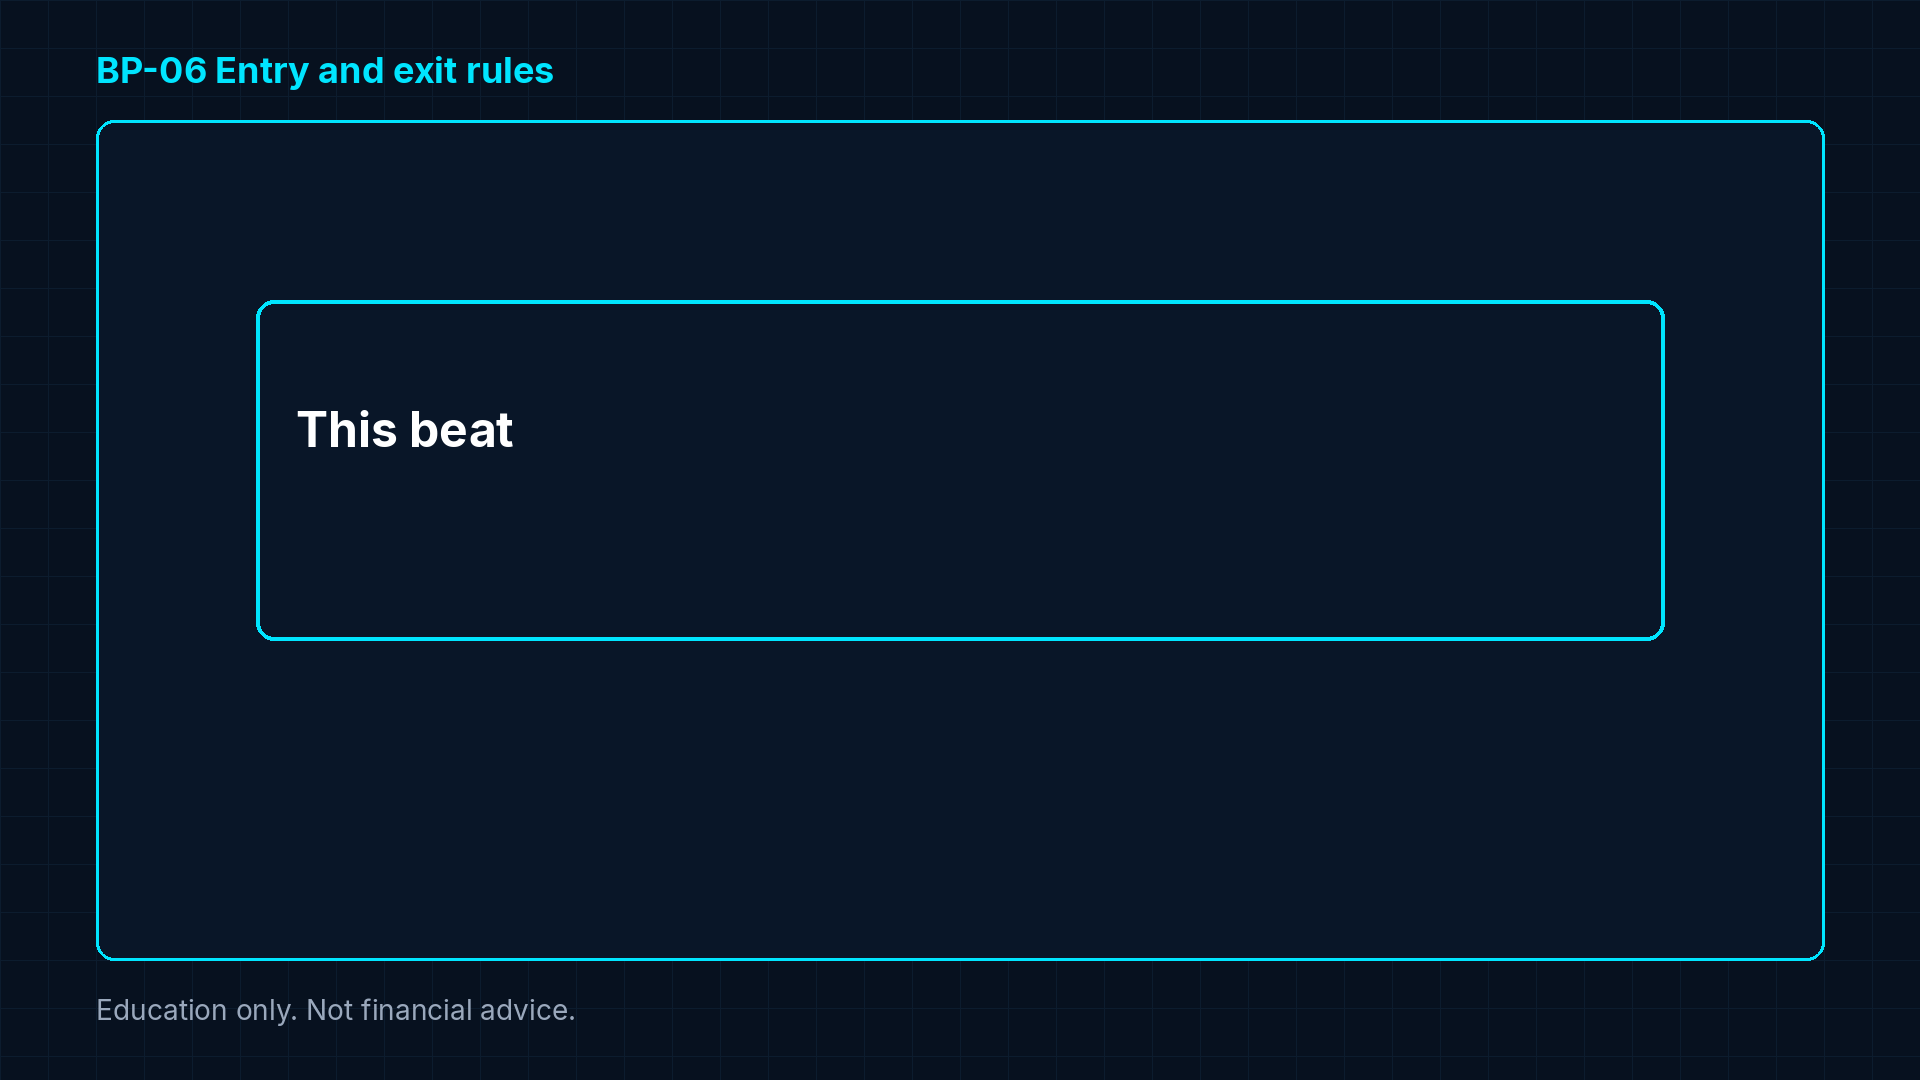 BP-06 Entry and exit rules
This beat
Education only. Not financial advice.